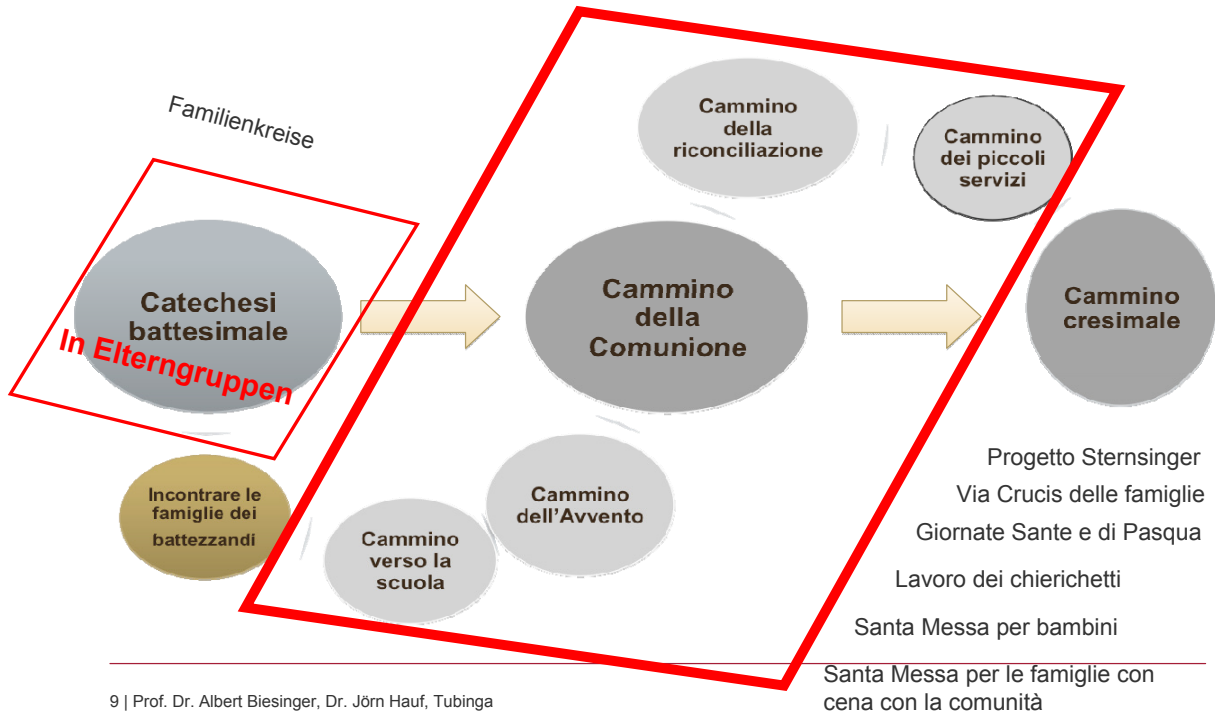 Familienkreise
Catechesi
battesimale
In Elterngruppen
Incontrare le
famiglie dei
battezzandi
Cammino
della
riconciliazione
Cammino
dei piccoli
servizi
Cammino
della
Comunione
Cammino
dell'Avvento
Cammino
verso la
scuola
Cammino
cresimale
Progetto Sternsinger
Via Crucis delle famiglie
Giornate Sante e di Pasqua
Lavoro dei chierichetti
Santa Messa per bambini
Santa Messa per le famiglie con
cena con la comunità
9 | Prof. Dr. Albert Biesinger, Dr. Jörn Hauf, Tubinga